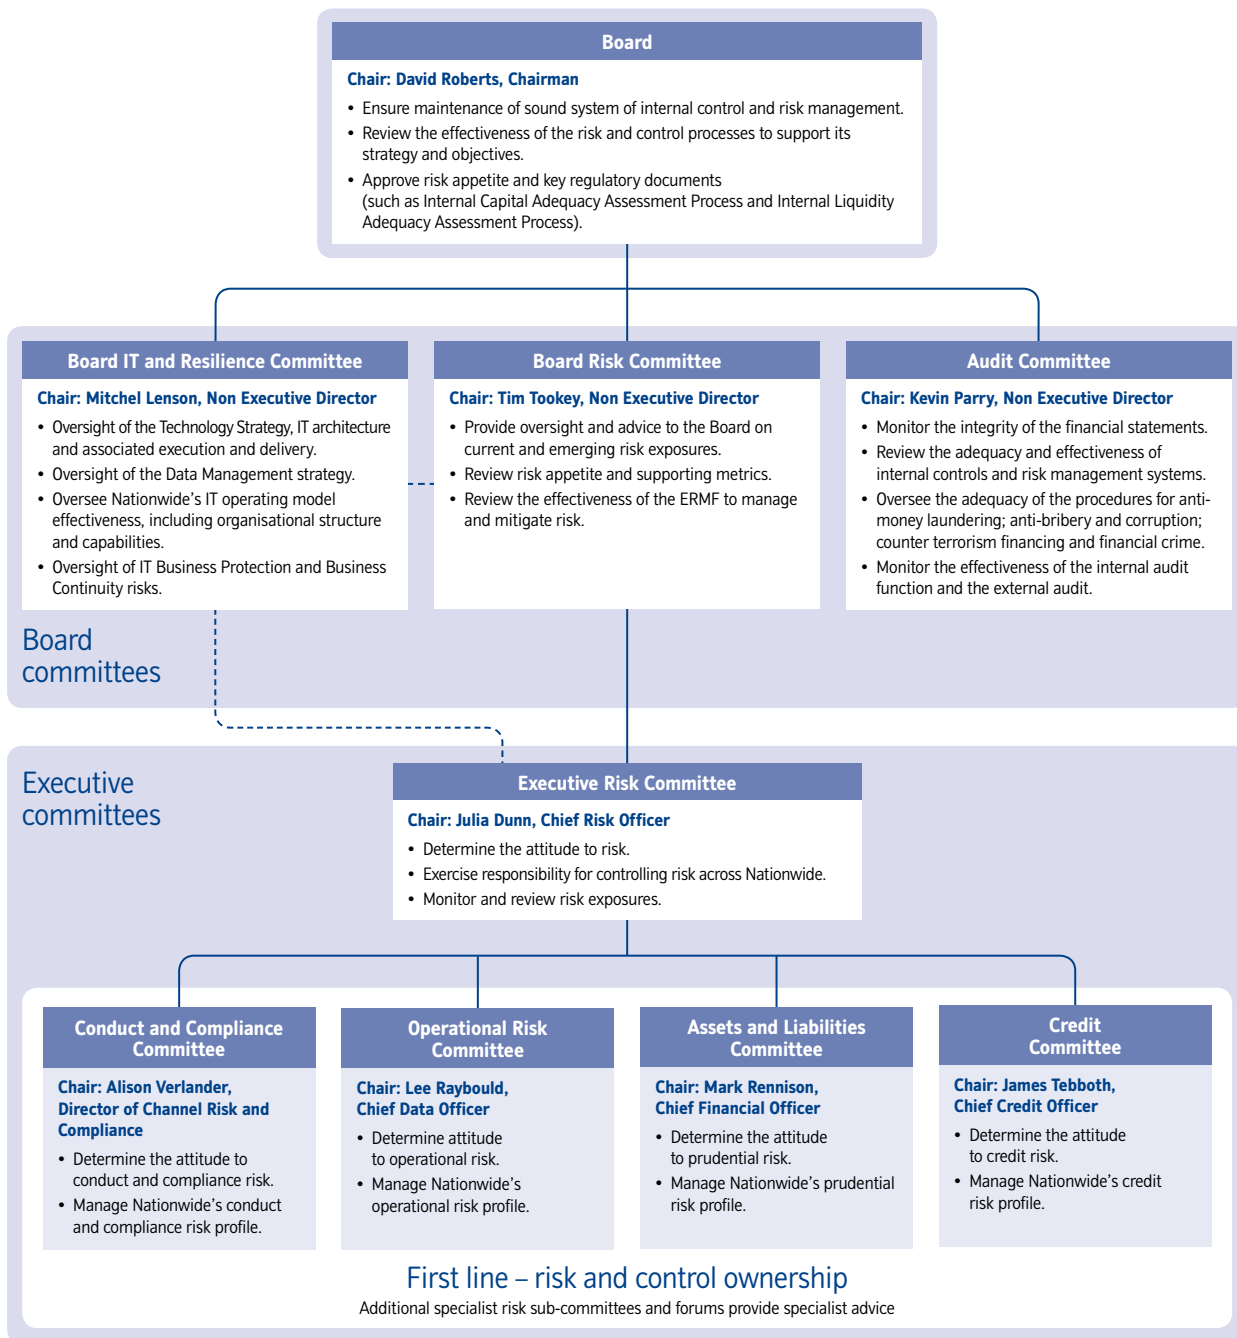 Board
Chair: David Roberts, Chairman
• Ensure maintenance of sound system of internal control and risk management.
• Review the effectiveness of the risk and control processes to support its
strategy and objectives.
• Approve risk appetite and key regulatory documents
(such as Internal Capital Adequacy Assessment Process and Internal Liquidity
Adequacy Assessment Process).
Board IT and Resilience Committee
Chair: Mitchel Lenson, Non Executive Director
• Oversight of the Technology Strategy, IT architecture
and associated execution and delivery.
• Oversight of the Data Management strategy.
• Oversee Nationwide's IT operating model
effectiveness, including organisational structure
and capabilities.
• Oversight of IT Business Protection and Business
Continuity risks.
Board Risk Committee
Chair: Tim Tookey, Non Executive Director
• Provide oversight and advice to the Board on
current and emerging risk exposures.
• Review risk appetite and supporting metrics.
• Review the effectiveness of the ERMF to manage
and mitigate risk.
Audit Committee
Chair: Kevin Parry, Non Executive Director
• Monitor the integrity of the financial statements.
• Review the adequacy and effectiveness of
internal controls and risk management systems.
• Oversee the adequacy of the procedures for anti-
money laundering; anti-bribery and corruption;
counter terrorism financing and financial crime.
• Monitor the effectiveness of the internal audit
function and the external audit.
Board
committees
Executive
committees
Executive Risk Committee
Chair: Julia Dunn, Chief Risk Officer
• Determine the attitude to risk.
• Exercise responsibility for controlling risk across Nationwide.
• Monitor and review risk exposures.
Conduct and Compliance
Committee
Chair: Alison Verlander,
Director of Channel Risk and
Compliance
• Determine the attitude to
conduct and compliance risk.
• Manage Nationwide's conduct
and compliance risk profile.
Operational Risk
Committee
Chair: Lee Raybould,
Chief Data Officer
• Determine attitude
to operational risk.
• Manage Nationwide's
operational risk profile.
Assets and Liabilities
Committee
Chair: Mark Rennison,
Chief Financial Officer
• Determine the attitude
to prudential risk.
• Manage Nationwide's prudential
risk profile.
Credit
Committee
Chair: James Tebboth,
Chief Credit Officer
• Determine the attitude
to credit risk.
• Manage Nationwide's credit
risk profile.
First line – risk and control ownership
Additional specialist risk sub-committees and forums provide specialist advice